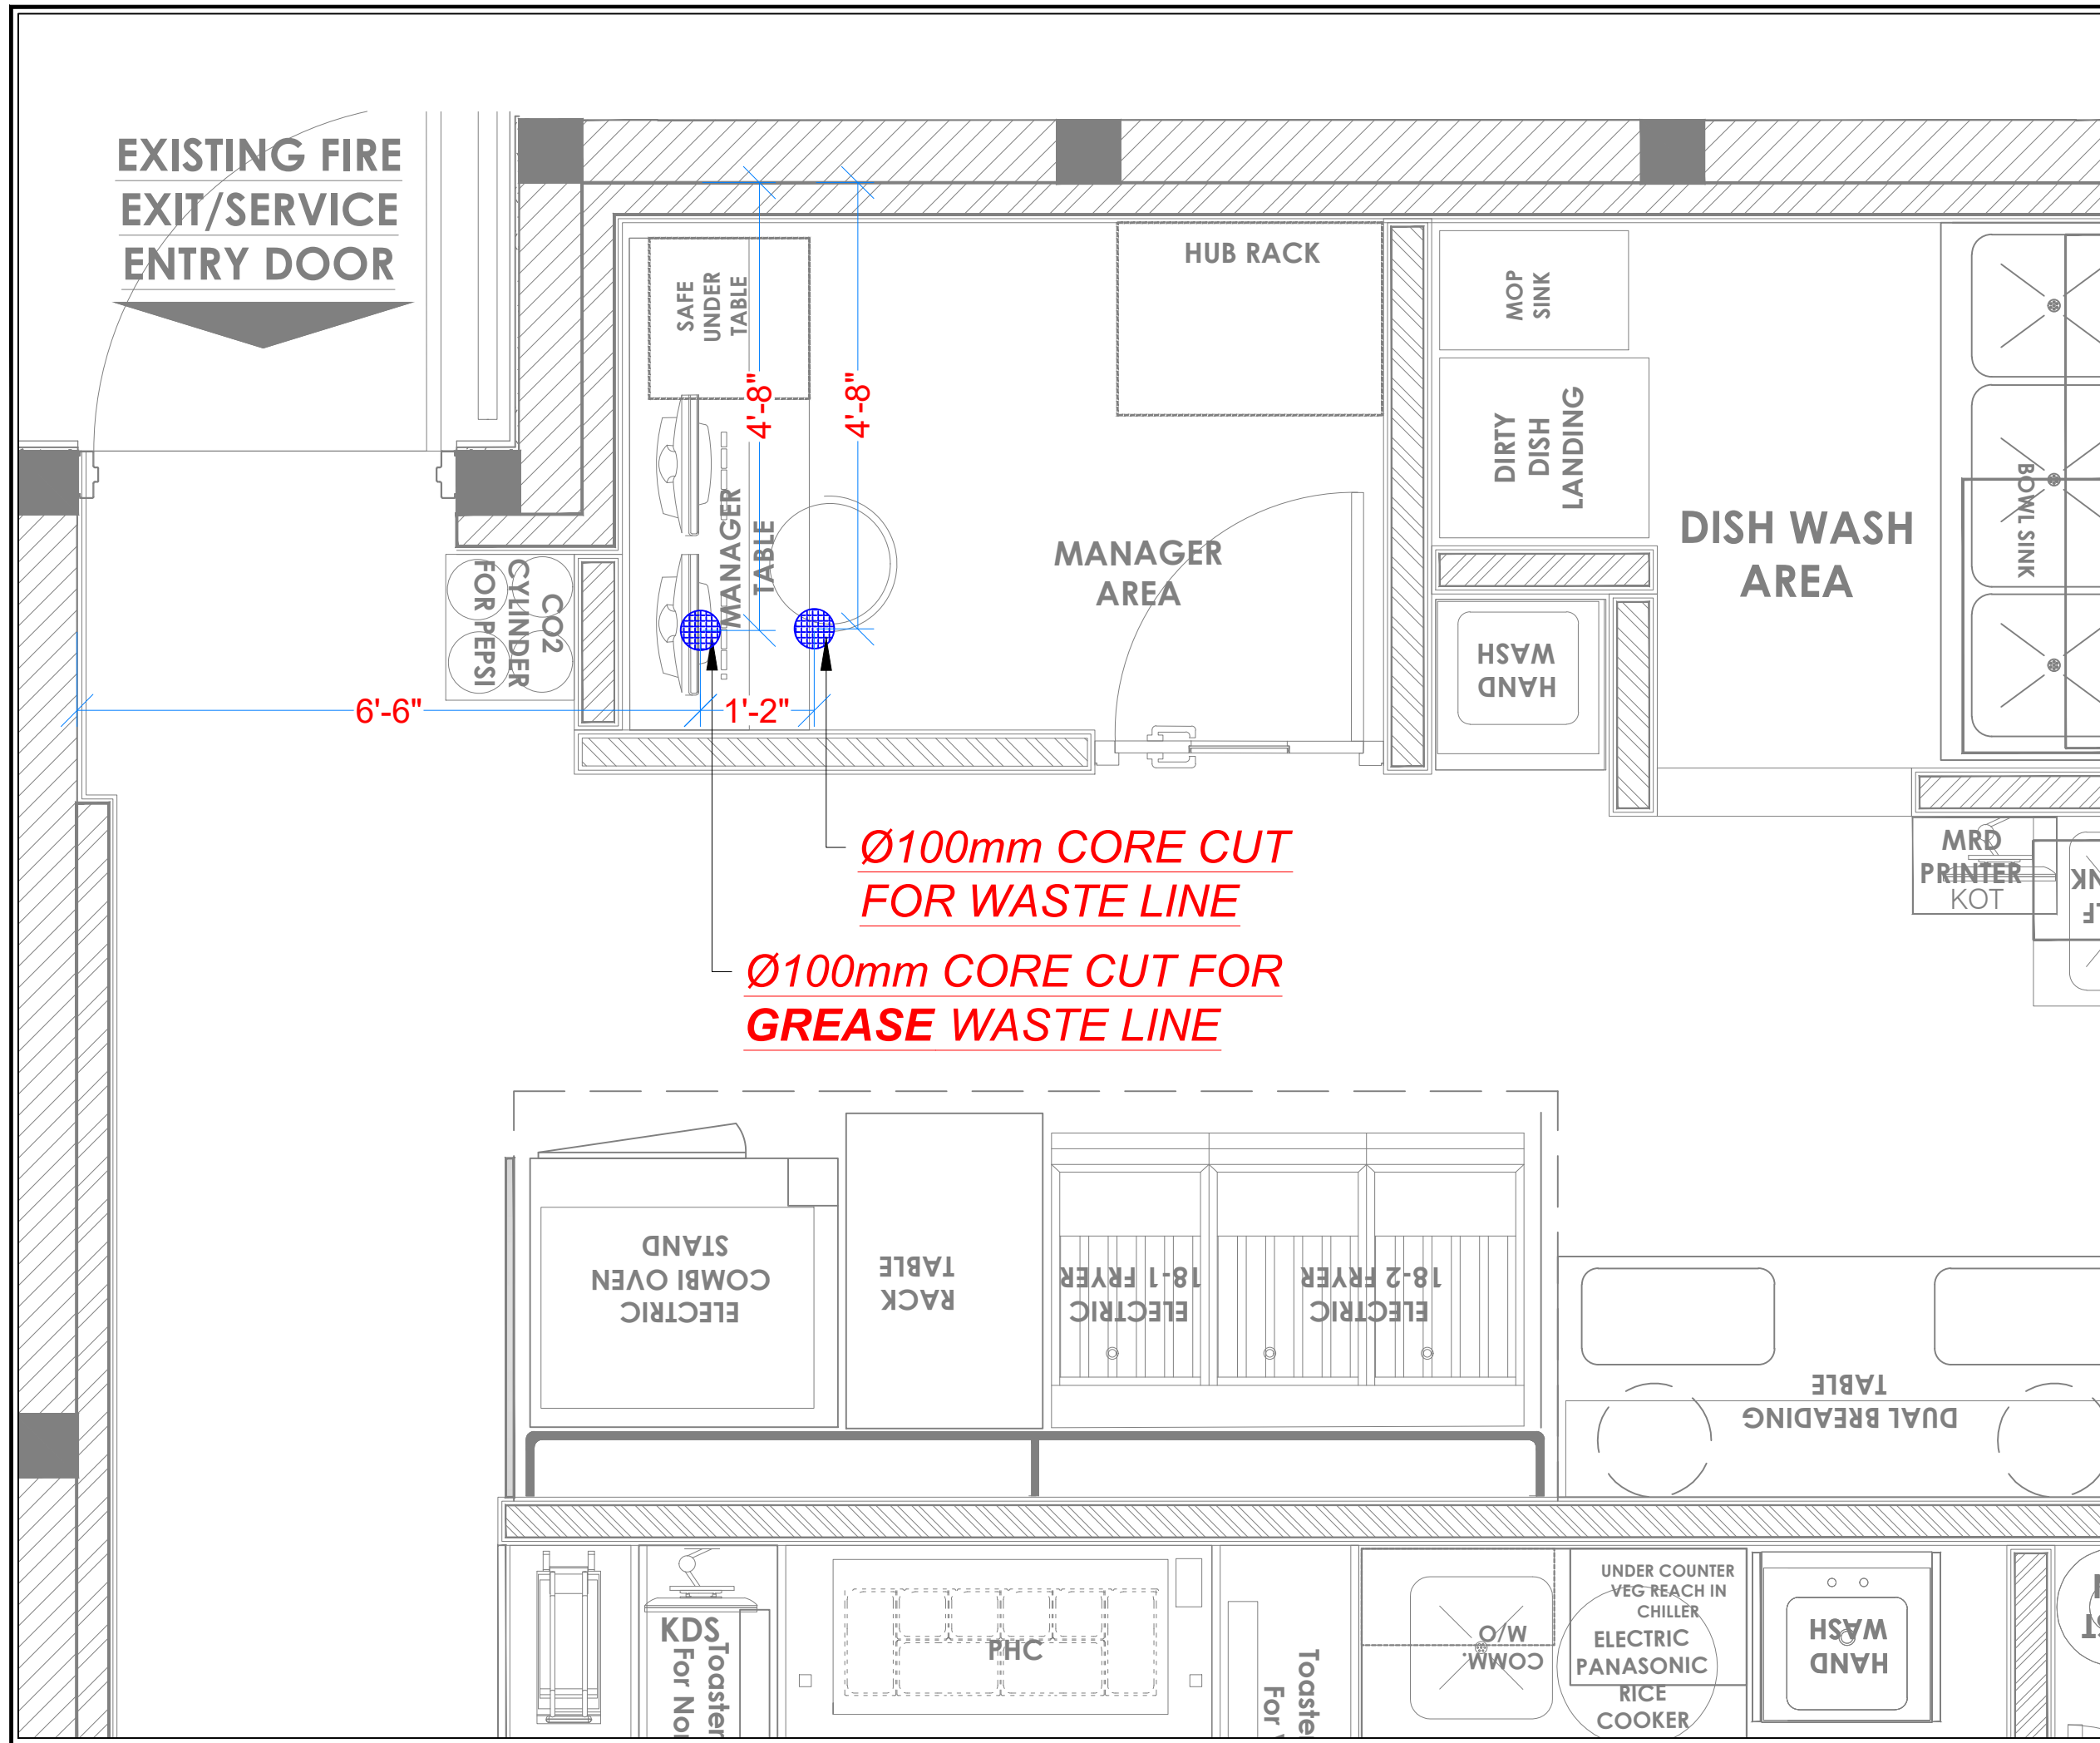 EXISTING FIRE
EXIT/SERVICE
ENTRY DOOR
SAFE
UNDER
TABLE
HUB RACK
MOP
SINK
4'-8"
4'-8"
DIRTY
DISH
LANDING
MANAGER
TABLE
MANAGER
AREA
DISH WASH
AREA
BOWL SINK
CO2
CYLINDER
FOR PEPSI
HAND
WASH
6'-6"
1'-2"
Ø100mm CORE CUT
FOR WASTE LINE
Ø100mm CORE CUT FOR
GREASE WASTE LINE
MRD
PRINTER
KOT
ELECTRIC
COMBI OVEN
STAND
RACK
TABLE
ELECTRIC
18-1 FRYER
ELECTRIC
18-2 FRYER
DUAL BREADING
TABLE
KDS
Toaster
For
PHC
Toaster
For
COMM.
M/O
UNDER COUNTER
VEG REACH IN
CHILLER
ELECTRIC
PANASONIC
RICE
COOKER
HAND
WASH